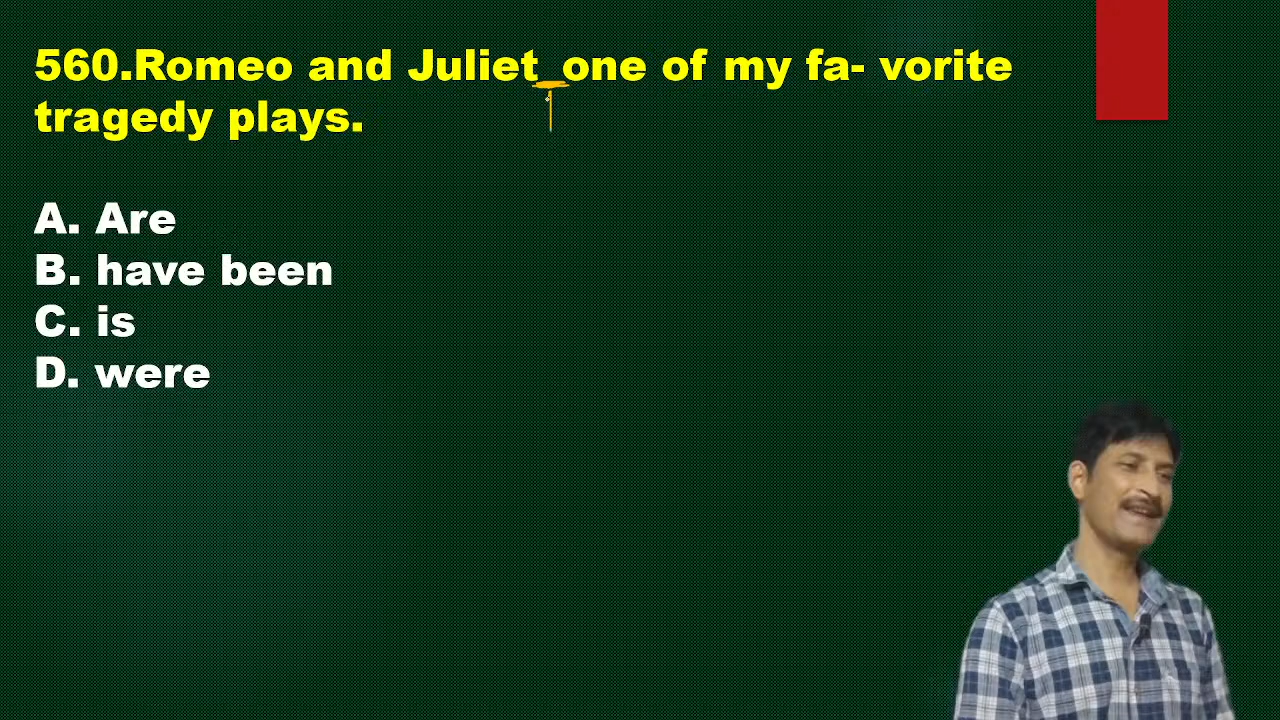 560.Romeo and Juliet_one of my fa- vorite
tragedy plays.
A. Are
B. have been
C. is
D. were